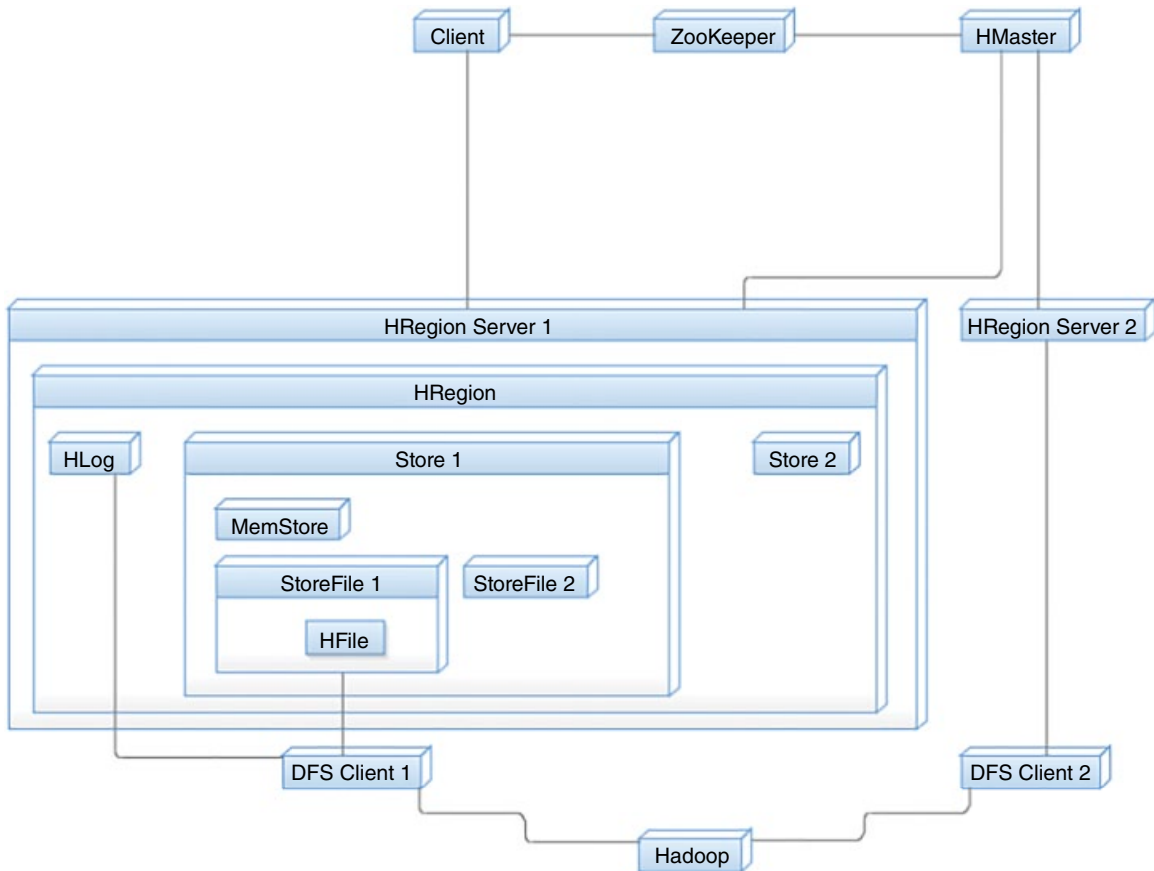 Client
ZooKeeper
HMaster
HRegion Server 1
HRegion Server 2
HRegion
HLog
Store 1
Store 2
MemStore
StoreFile 1
StoreFile 2
HFile
DFS Client 1
DFS Client 2
Hadoop